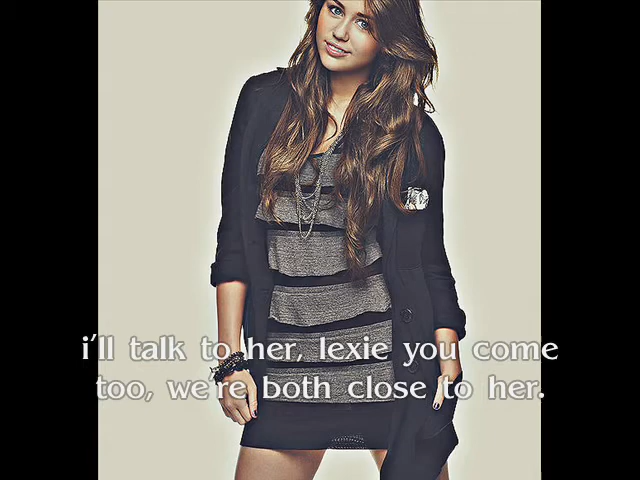 i'll talk to her, lexie you come
too, we're both close to her.